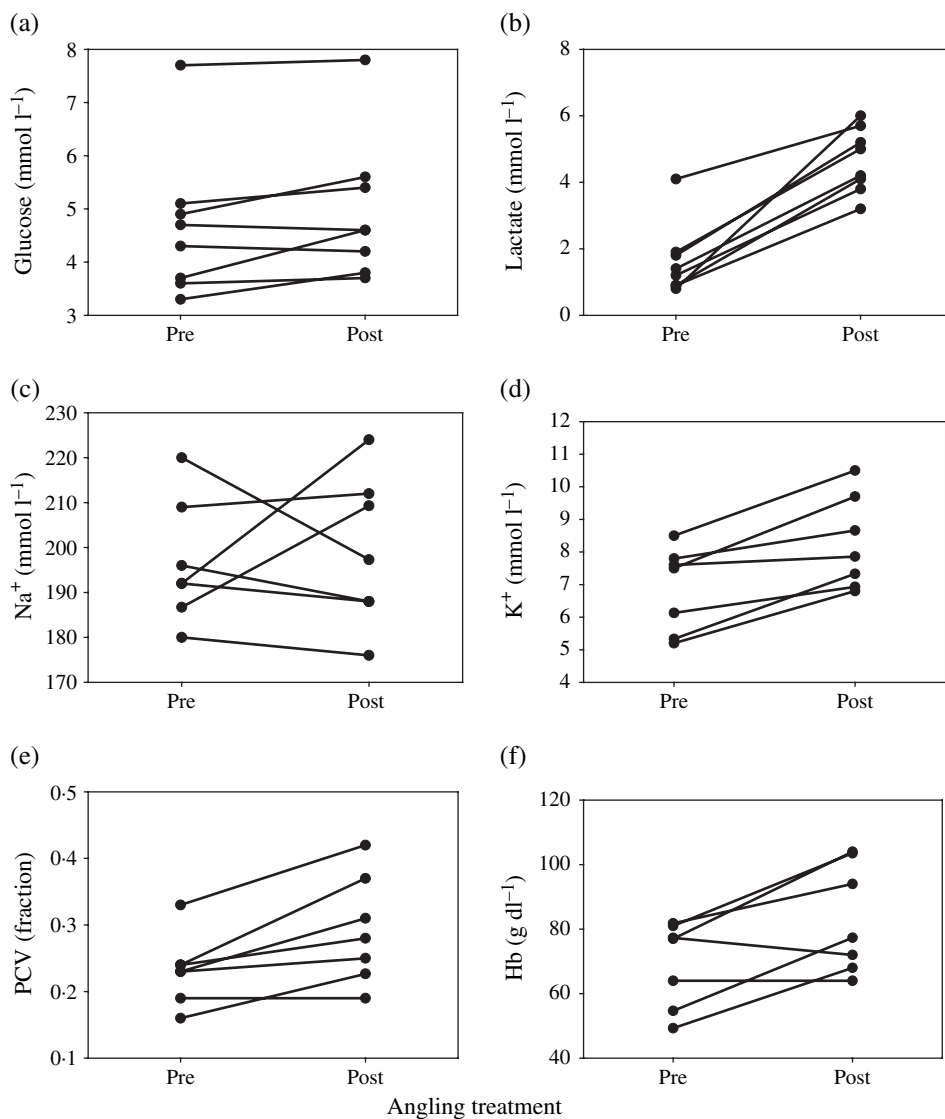 (a)
8
7
6
5
4
3
Glucose (mmol l⁻¹)
Pre
Post
(b)
8
6
4
2
0
Lactate (mmol l⁻¹)
Pre
Post
(c)
230
220
210
200
190
180
170
Na⁺ (mmol l⁻¹)
Pre
Post
(d)
12
11
10
9
8
7
6
5
4
K⁺ (mmol l⁻¹)
Pre
Post
(e)
0·5
0·4
0·3
0·2
0·1
PCV (fraction)
Pre
Post
(f)
120
100
80
60
40
Hb (g dl⁻¹)
Pre
Post
Angling treatment